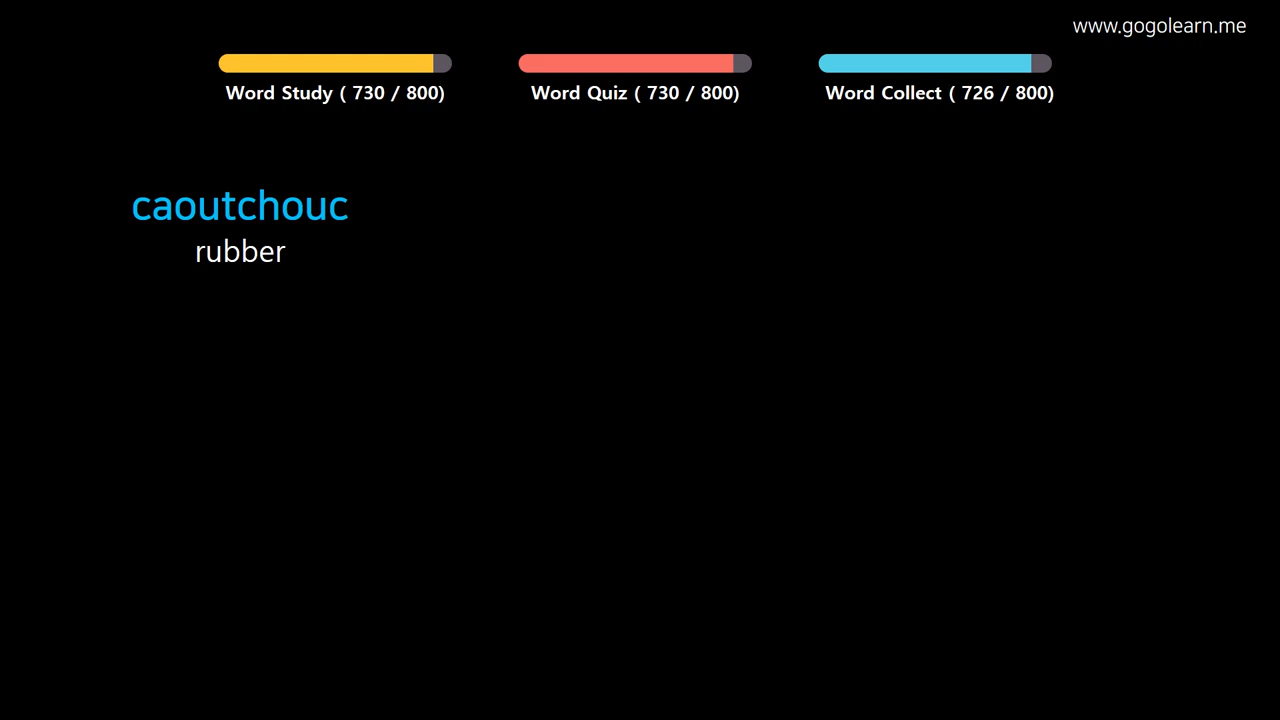 www.gogolearn.me
Word Study ( 730 / 800)
Word Quiz ( 730 / 800)
Word Collect ( 726 / 800)
caoutchouc
rubber